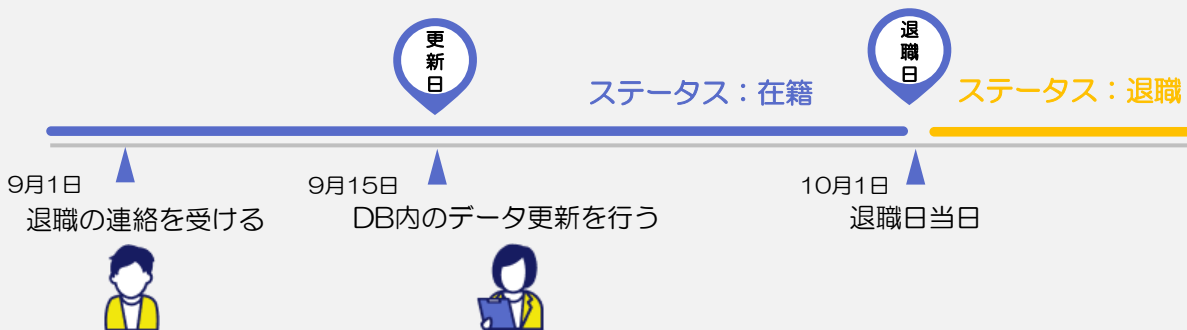 更新日
退職日
ステータス：在籍
ステータス：退職
9月1日
退職の連絡を受ける
9月15日
DB内のデータ更新を行う
10月1日
退職日当日